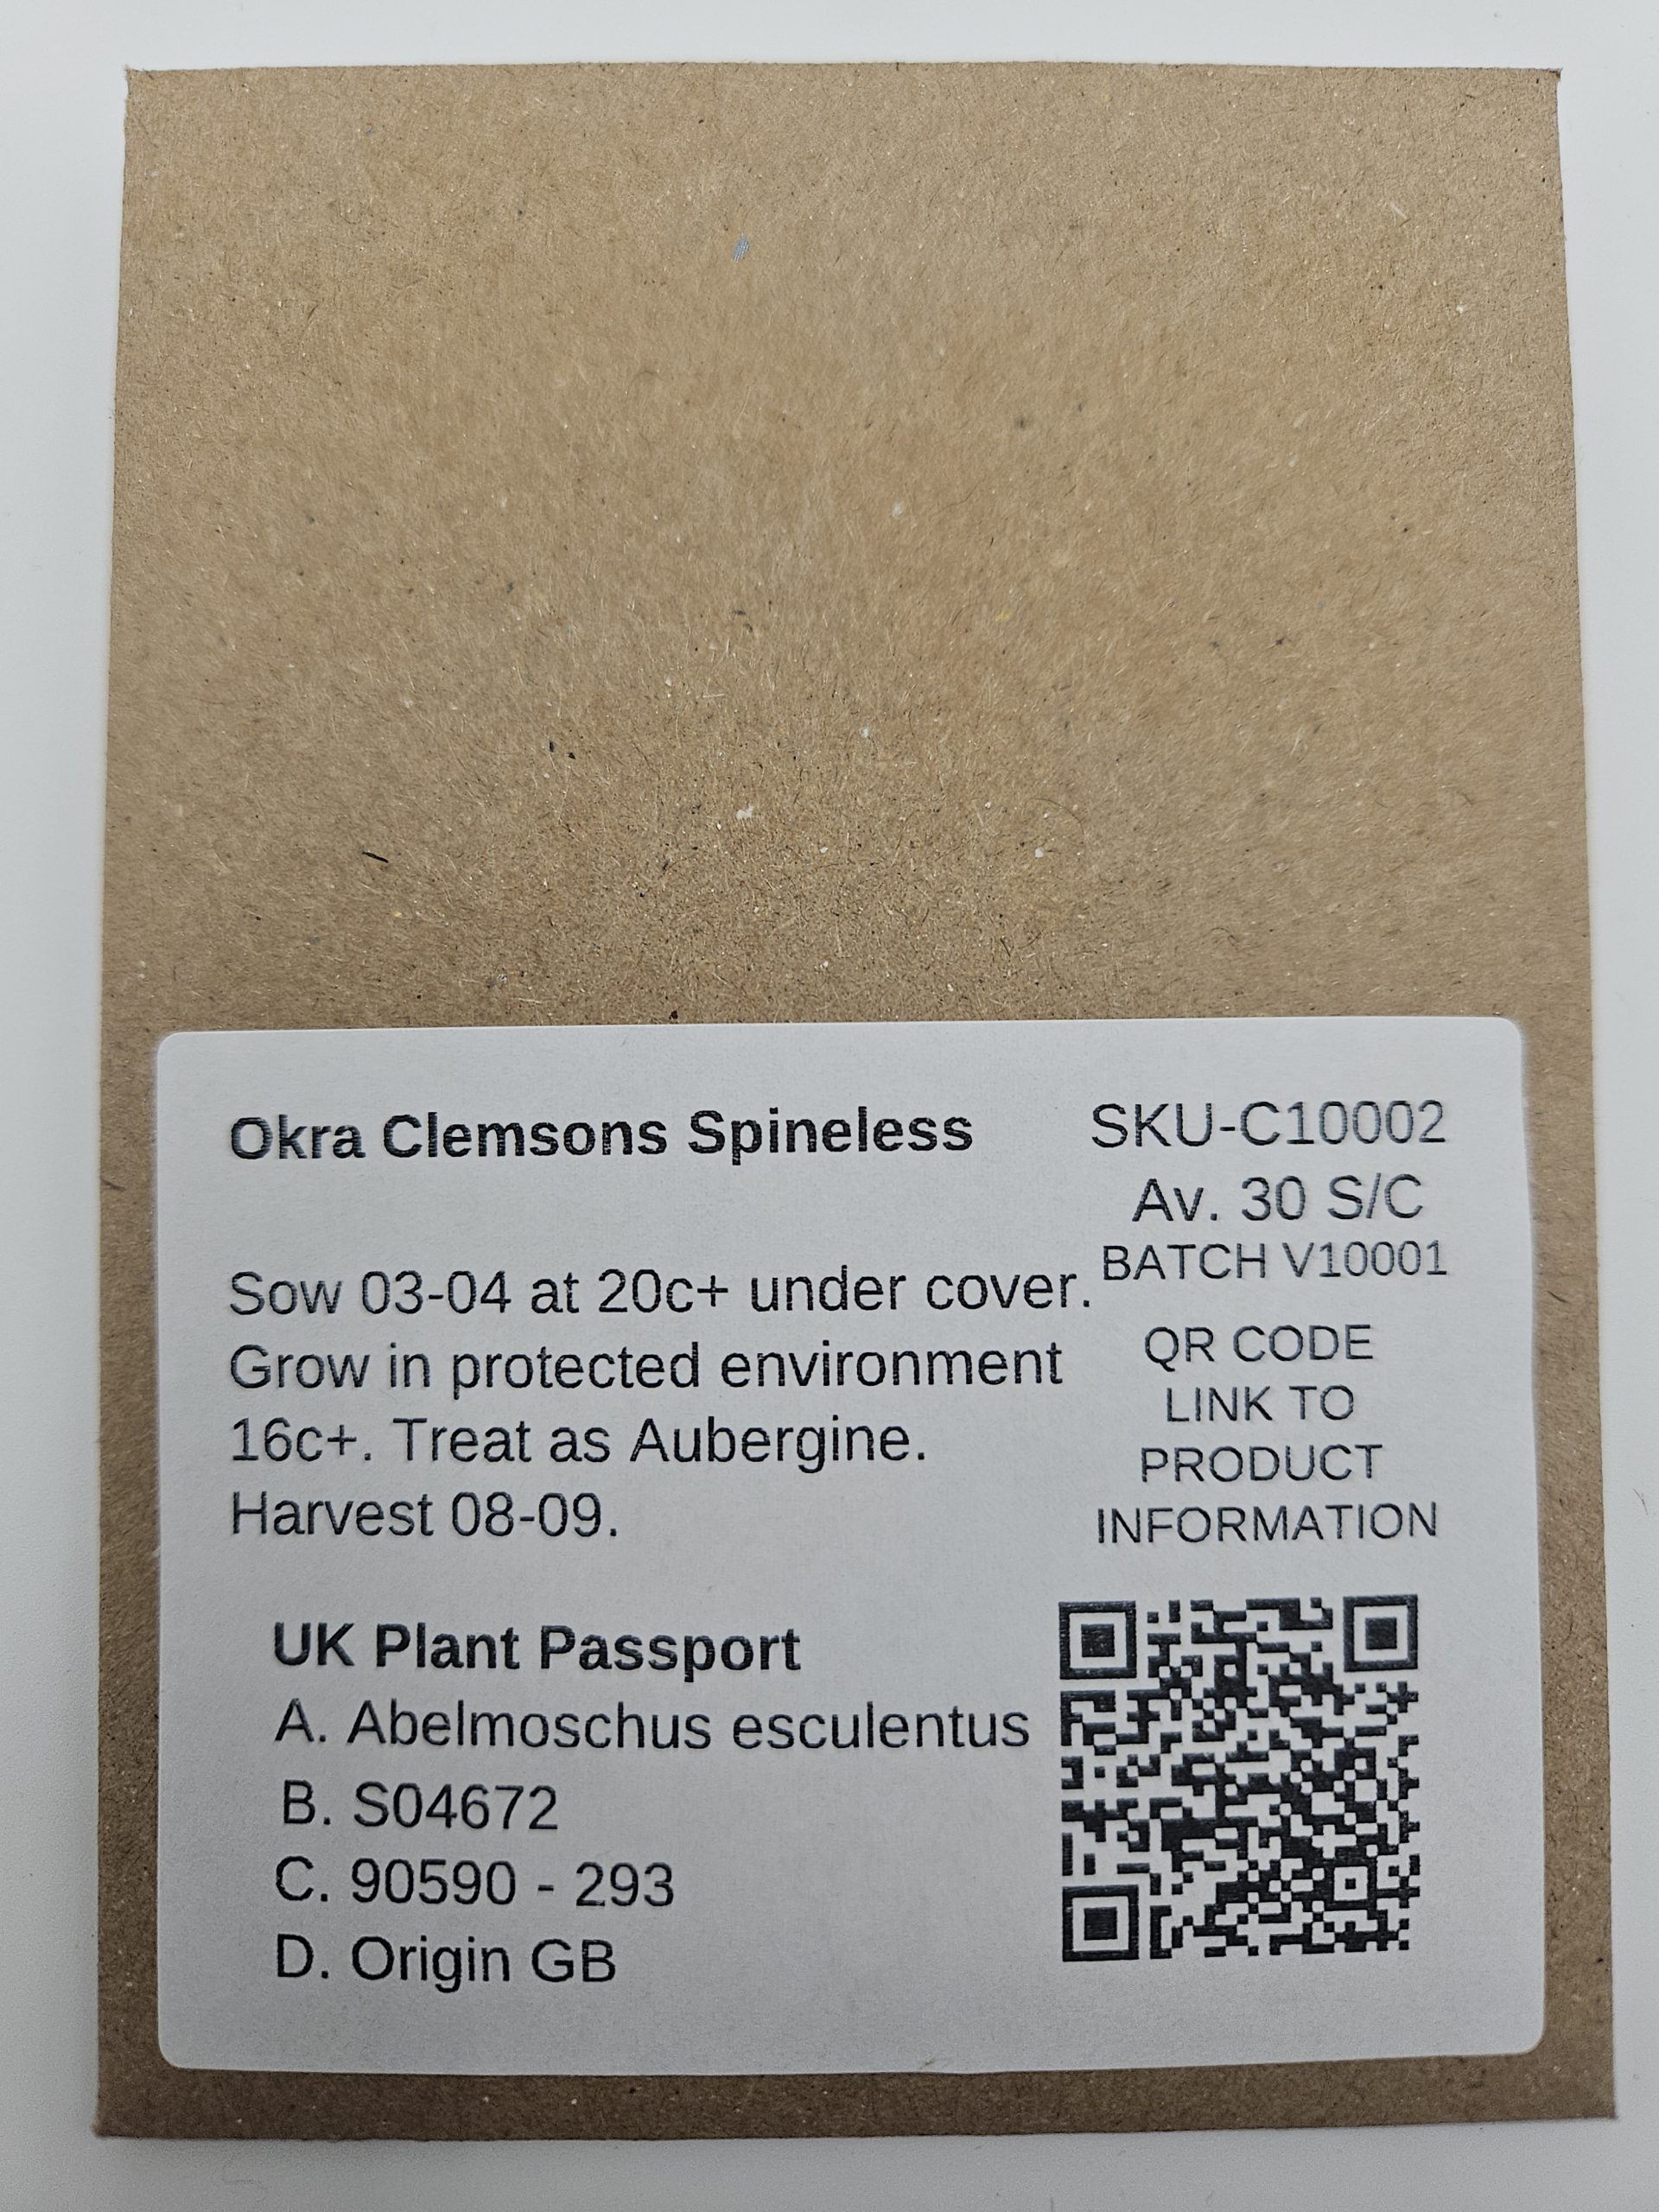 Okra Clemsons Spineless
SKU-C10002
Av. 30 S/C
BATCH V10001
Sow 03-04 at 20c+ under cover.
Grow in protected environment
16c+. Treat as Aubergine.
Harvest 08-09.
QR CODE
LINK TO
PRODUCT
INFORMATION
UK Plant Passport
A. Abelmoschus esculentus
B. S04672
C. 90590 - 293
D. Origin GB